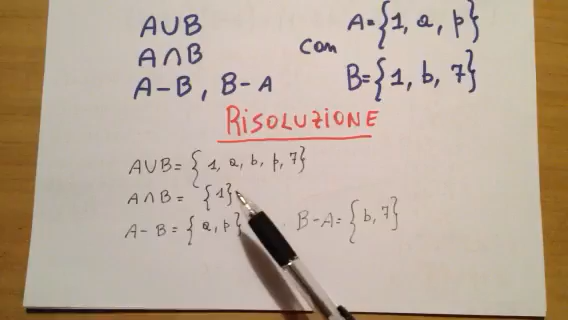 A∪B
A∩B
A-B, B-A
con
A={1, a, p}
B={1, b, 7}
RISOLUZIONE
A∪B= {1, a, b, p, 7}
A∩B= {1}
A-B= {a, p} B-A= {b, 7}